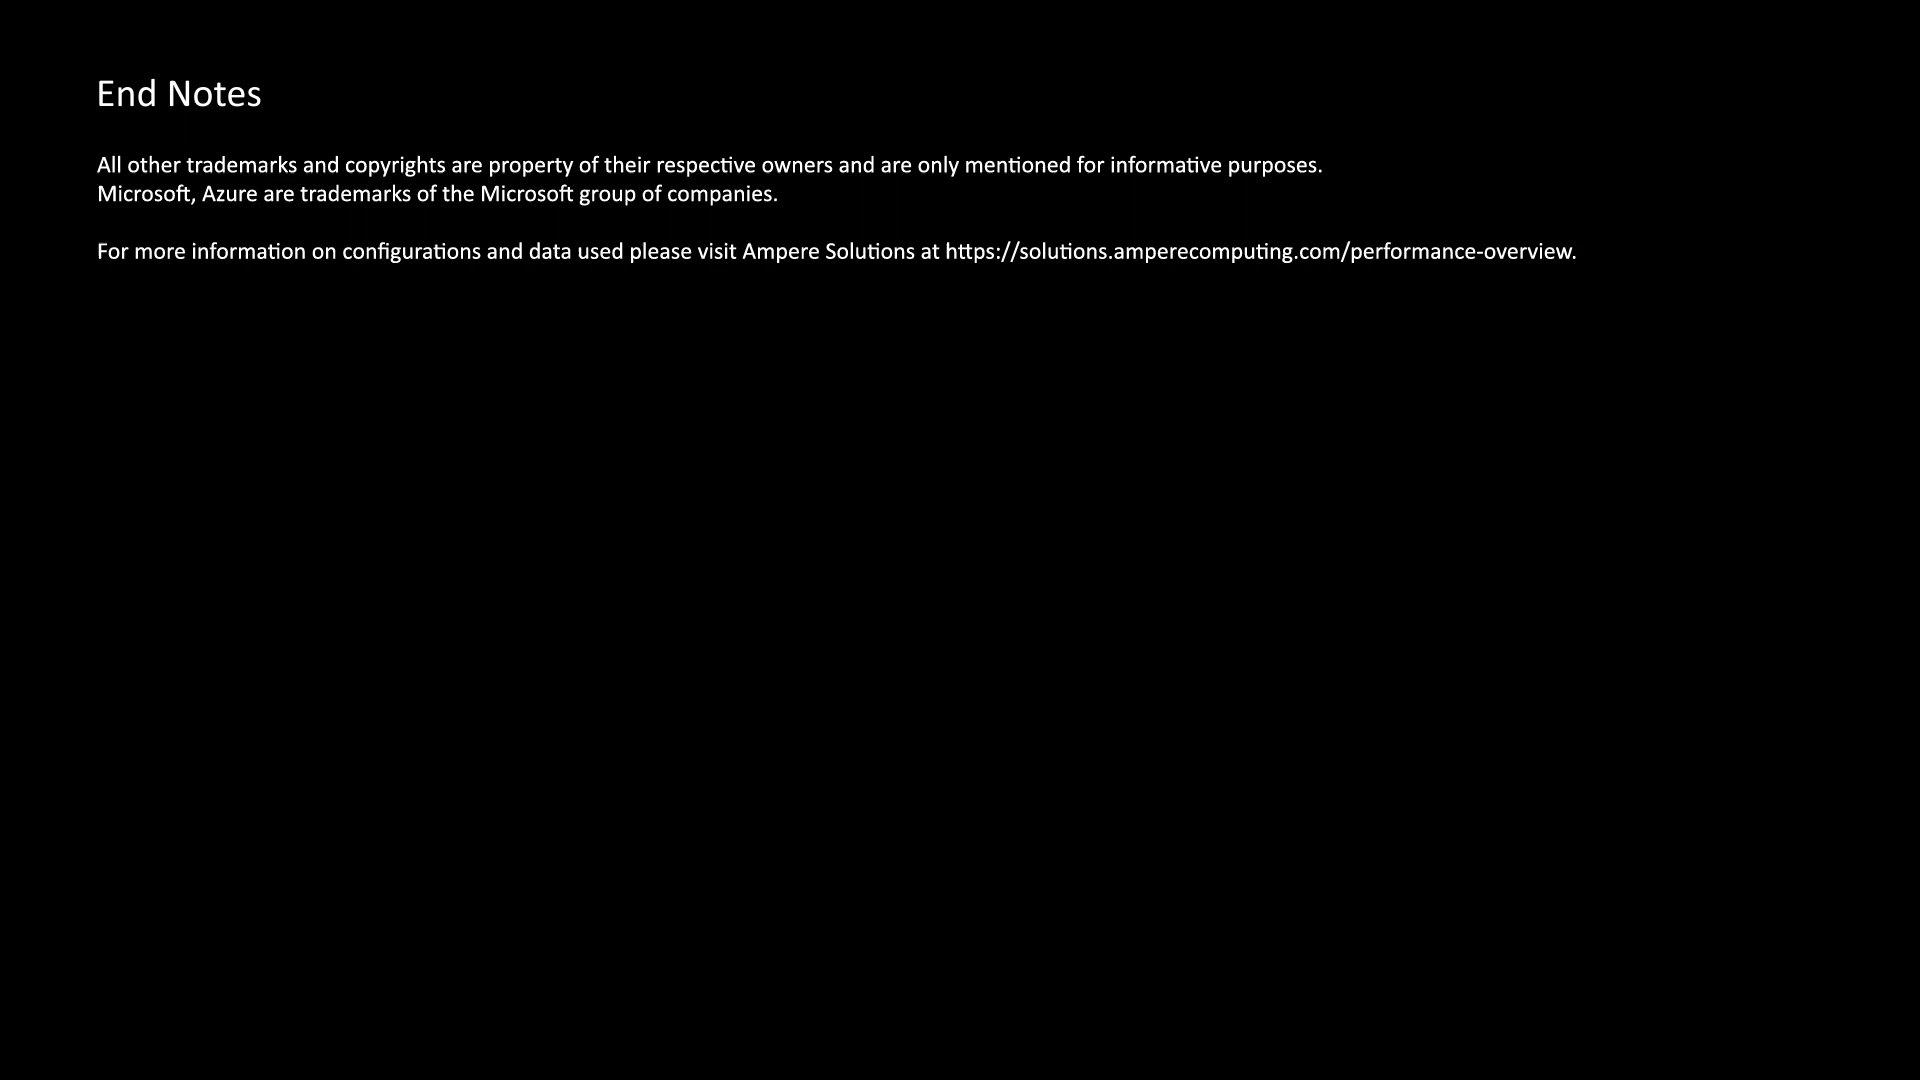 End Notes
All other trademarks and copyrights are property of their respective owners and are only mentioned for informative purposes.
Microsoft, Azure are trademarks of the Microsoft group of companies.
For more information on configurations and data used please visit Ampere Solutions at https://solutions.amperecomputing.com/performance-overview.